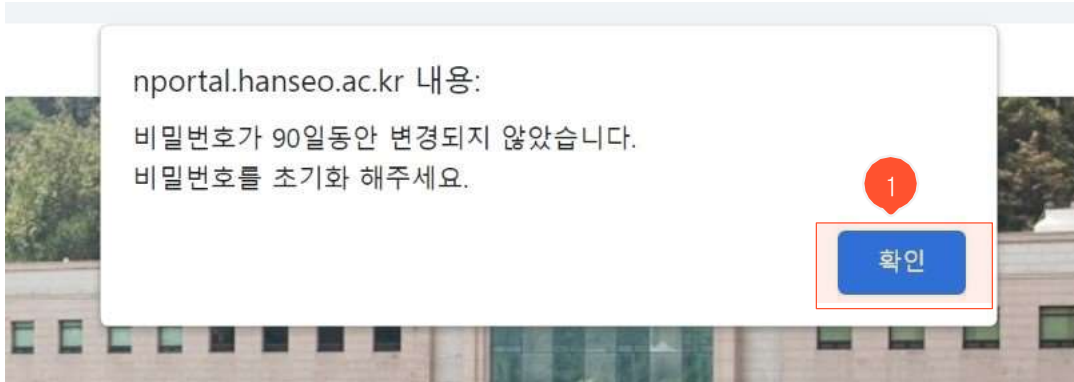 nportal.hanseo.ac.kr 내용:
비밀번호가 90일동안 변경되지 않았습니다.
비밀번호를 초기화 해주세요.
1
확인